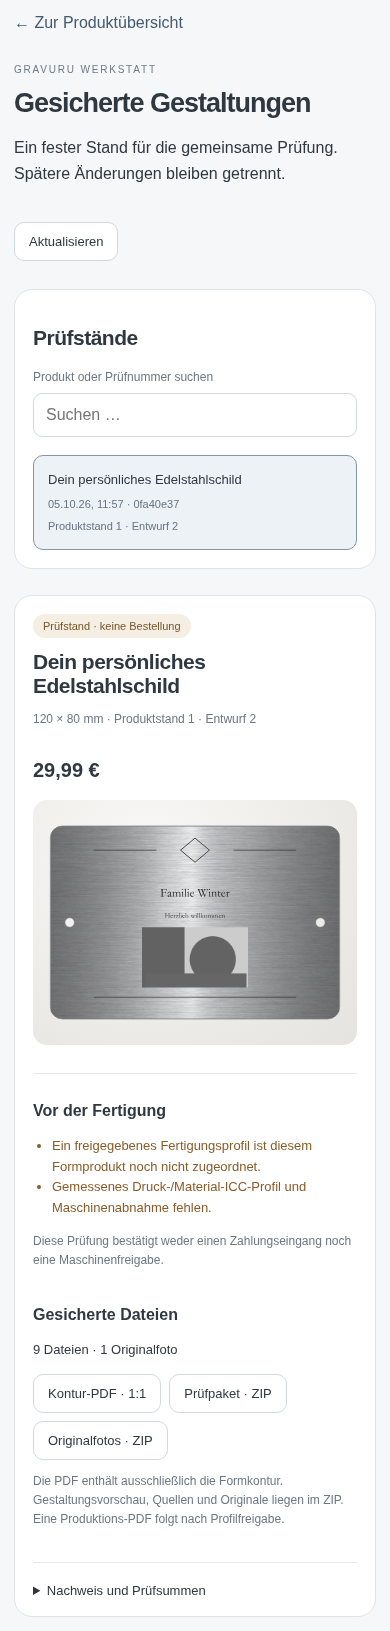 ← Zur Produktübersicht
GRAVURU WERKSTATT
Gesicherte Gestaltungen
Ein fester Stand für die gemeinsame Prüfung.
Spätere Änderungen bleiben getrennt.
Aktualisieren
Prüfstände
Produkt oder Prüfnummer suchen
Suchen …
Dein persönliches Edelstahlschild
05.10.26, 11:57 · 0fa40e37
Produktstand 1 · Entwurf 2
Prüfstand · keine Bestellung
Dein persönliches
Edelstahlschild
120 × 80 mm · Produktstand 1 · Entwurf 2
29,99 €
Familie Winter
Herzlich willkommen
Vor der Fertigung
• Ein freigegebenes Fertigungsprofil ist diesem
Formprodukt noch nicht zugeordnet.
• Gemessenes Druck-/Material-ICC-Profil und
Maschinenabnahme fehlen.
Diese Prüfung bestätigt weder einen Zahlungseingang noch
eine Maschinenfreigabe.
Gesicherte Dateien
9 Dateien · 1 Originalfoto
Kontur-PDF · 1:1
Prüfpaket · ZIP
Originalfotos · ZIP
Die PDF enthält ausschließlich die Formkontur.
Gestaltungsvorschau, Quellen und Originale liegen im ZIP.
Eine Produktions-PDF folgt nach Profilfreigabe.
▶ Nachweis und Prüfsummen